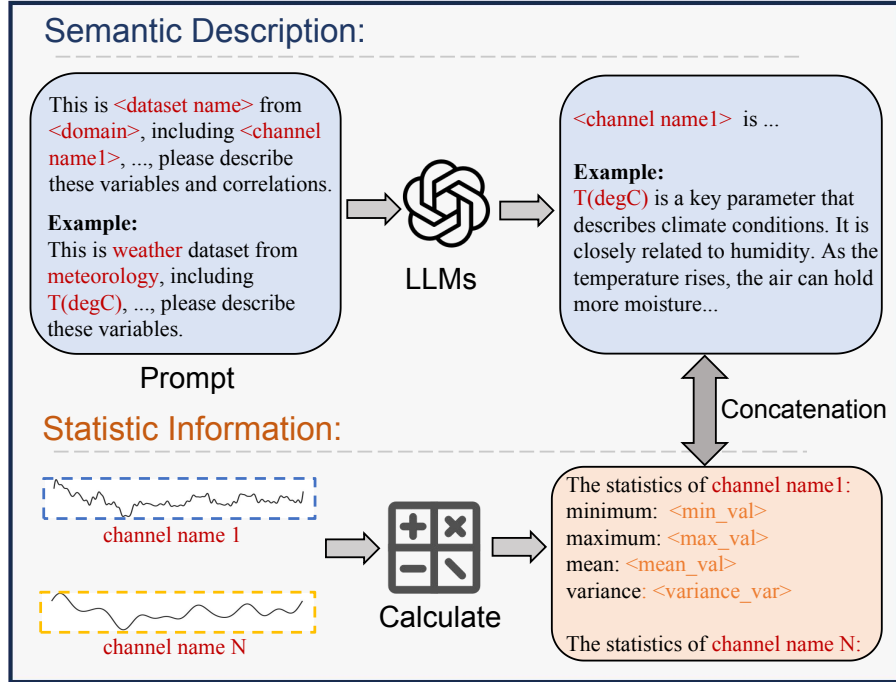 Semantic Description:
This is <dataset name> from
<domain>, including <channel
name1>, ..., please describe
these variables and correlations.
Example:
This is weather dataset from
meteorology, including
T(degC), ..., please describe
these variables.
Prompt
LLMs
<channel name1> is ...
Example:
T(degC) is a key parameter that
describes climate conditions. It is
closely related to humidity. As the
temperature rises, the air can hold
more moisture...
Concatenation
Statistic Information:
channel name 1
channel name N
Calculate
The statistics of channel name1:
minimum: <min_val>
maximum: <max_val>
mean: <mean_val>
variance: <variance_var>
The statistics of channel name N: